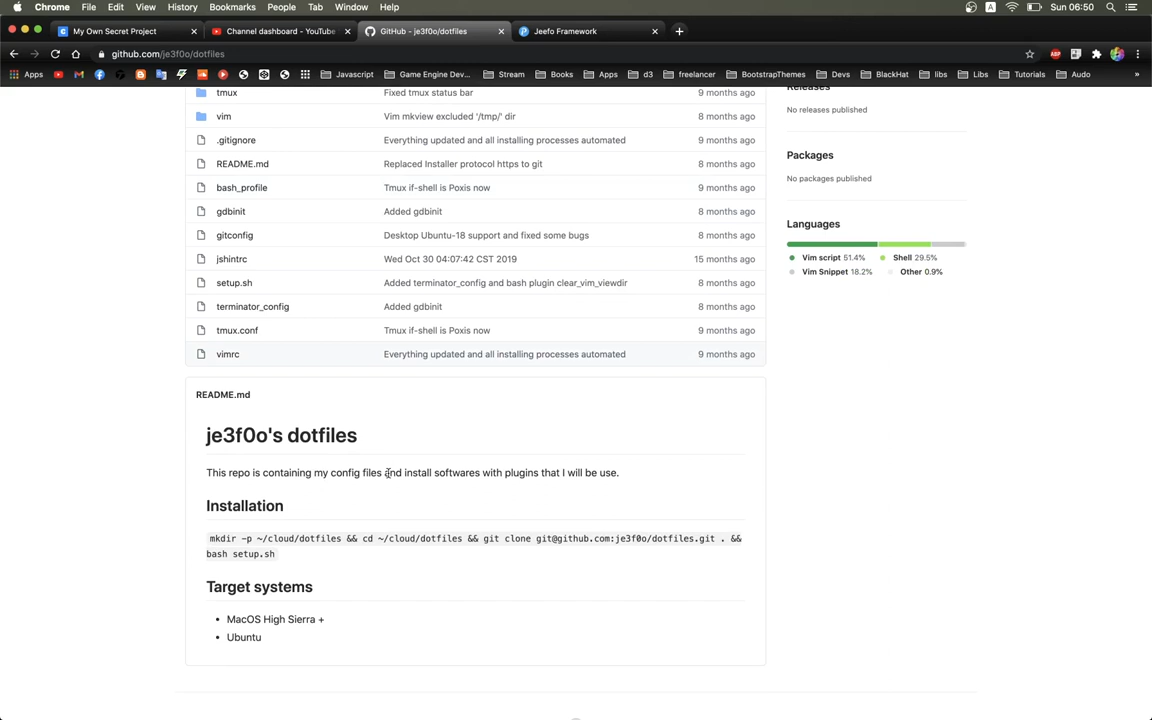 Chrome File Edit View History Bookmarks People Tab Window Help A Sun 06:50
My Own Secret Project Channel dashboard - YouTube GitHub - je3f0o/dotfiles Jeefo Framework
github.com/je3f0o/dotfiles ABP
Apps Javascript Game Engine Dev... Stream Books Apps d3 freelancer BootstrapThemes Devs BlackHat libs Libs Tutorials Audo »
Releases
tmux Fixed tmux status bar 9 months ago
No releases published
vim Vim mkview excluded '/tmp/' dir 8 months ago
.gitignore Everything updated and all installing processes automated 9 months ago
Packages
README.md Replaced Installer protocol https to git 8 months ago
No packages published
bash_profile Tmux if-shell is Poxis now 9 months ago
gdbinit Added gdbinit 8 months ago
Languages
gitconfig Desktop Ubuntu-18 support and fixed some bugs 8 months ago
Vim script 51.4% Shell 29.5%
jshintrc Wed Oct 30 04:07:42 CST 2019 15 months ago
Vim Snippet 18.2% Other 0.9%
setup.sh Added terminator_config and bash plugin clear_vim_viewdir 8 months ago
terminator_config Added gdbinit 8 months ago
tmux.conf Tmux if-shell is Poxis now 9 months ago
vimrc Everything updated and all installing processes automated 9 months ago
README.md
je3f0o's dotfiles
This repo is containing my config files and install softwares with plugins that I will be use.
Installation
mkdir -p ~/cloud/dotfiles && cd ~/cloud/dotfiles && git clone git@github.com:je3f0o/dotfiles.git . &&
bash setup.sh
Target systems
• MacOS High Sierra +
• Ubuntu